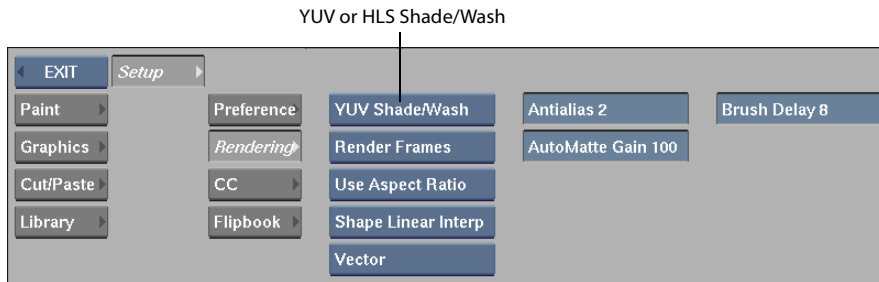 YUV or HLS Shade/Wash
EXIT Setup
Paint Preference YUV Shade/Wash Antialias 2 Brush Delay 8
Graphics Rendering Render Frames AutoMatte Gain 100
Cut/Paste CC Use Aspect Ratio
Library Flipbook Shape Linear Interp
Vector